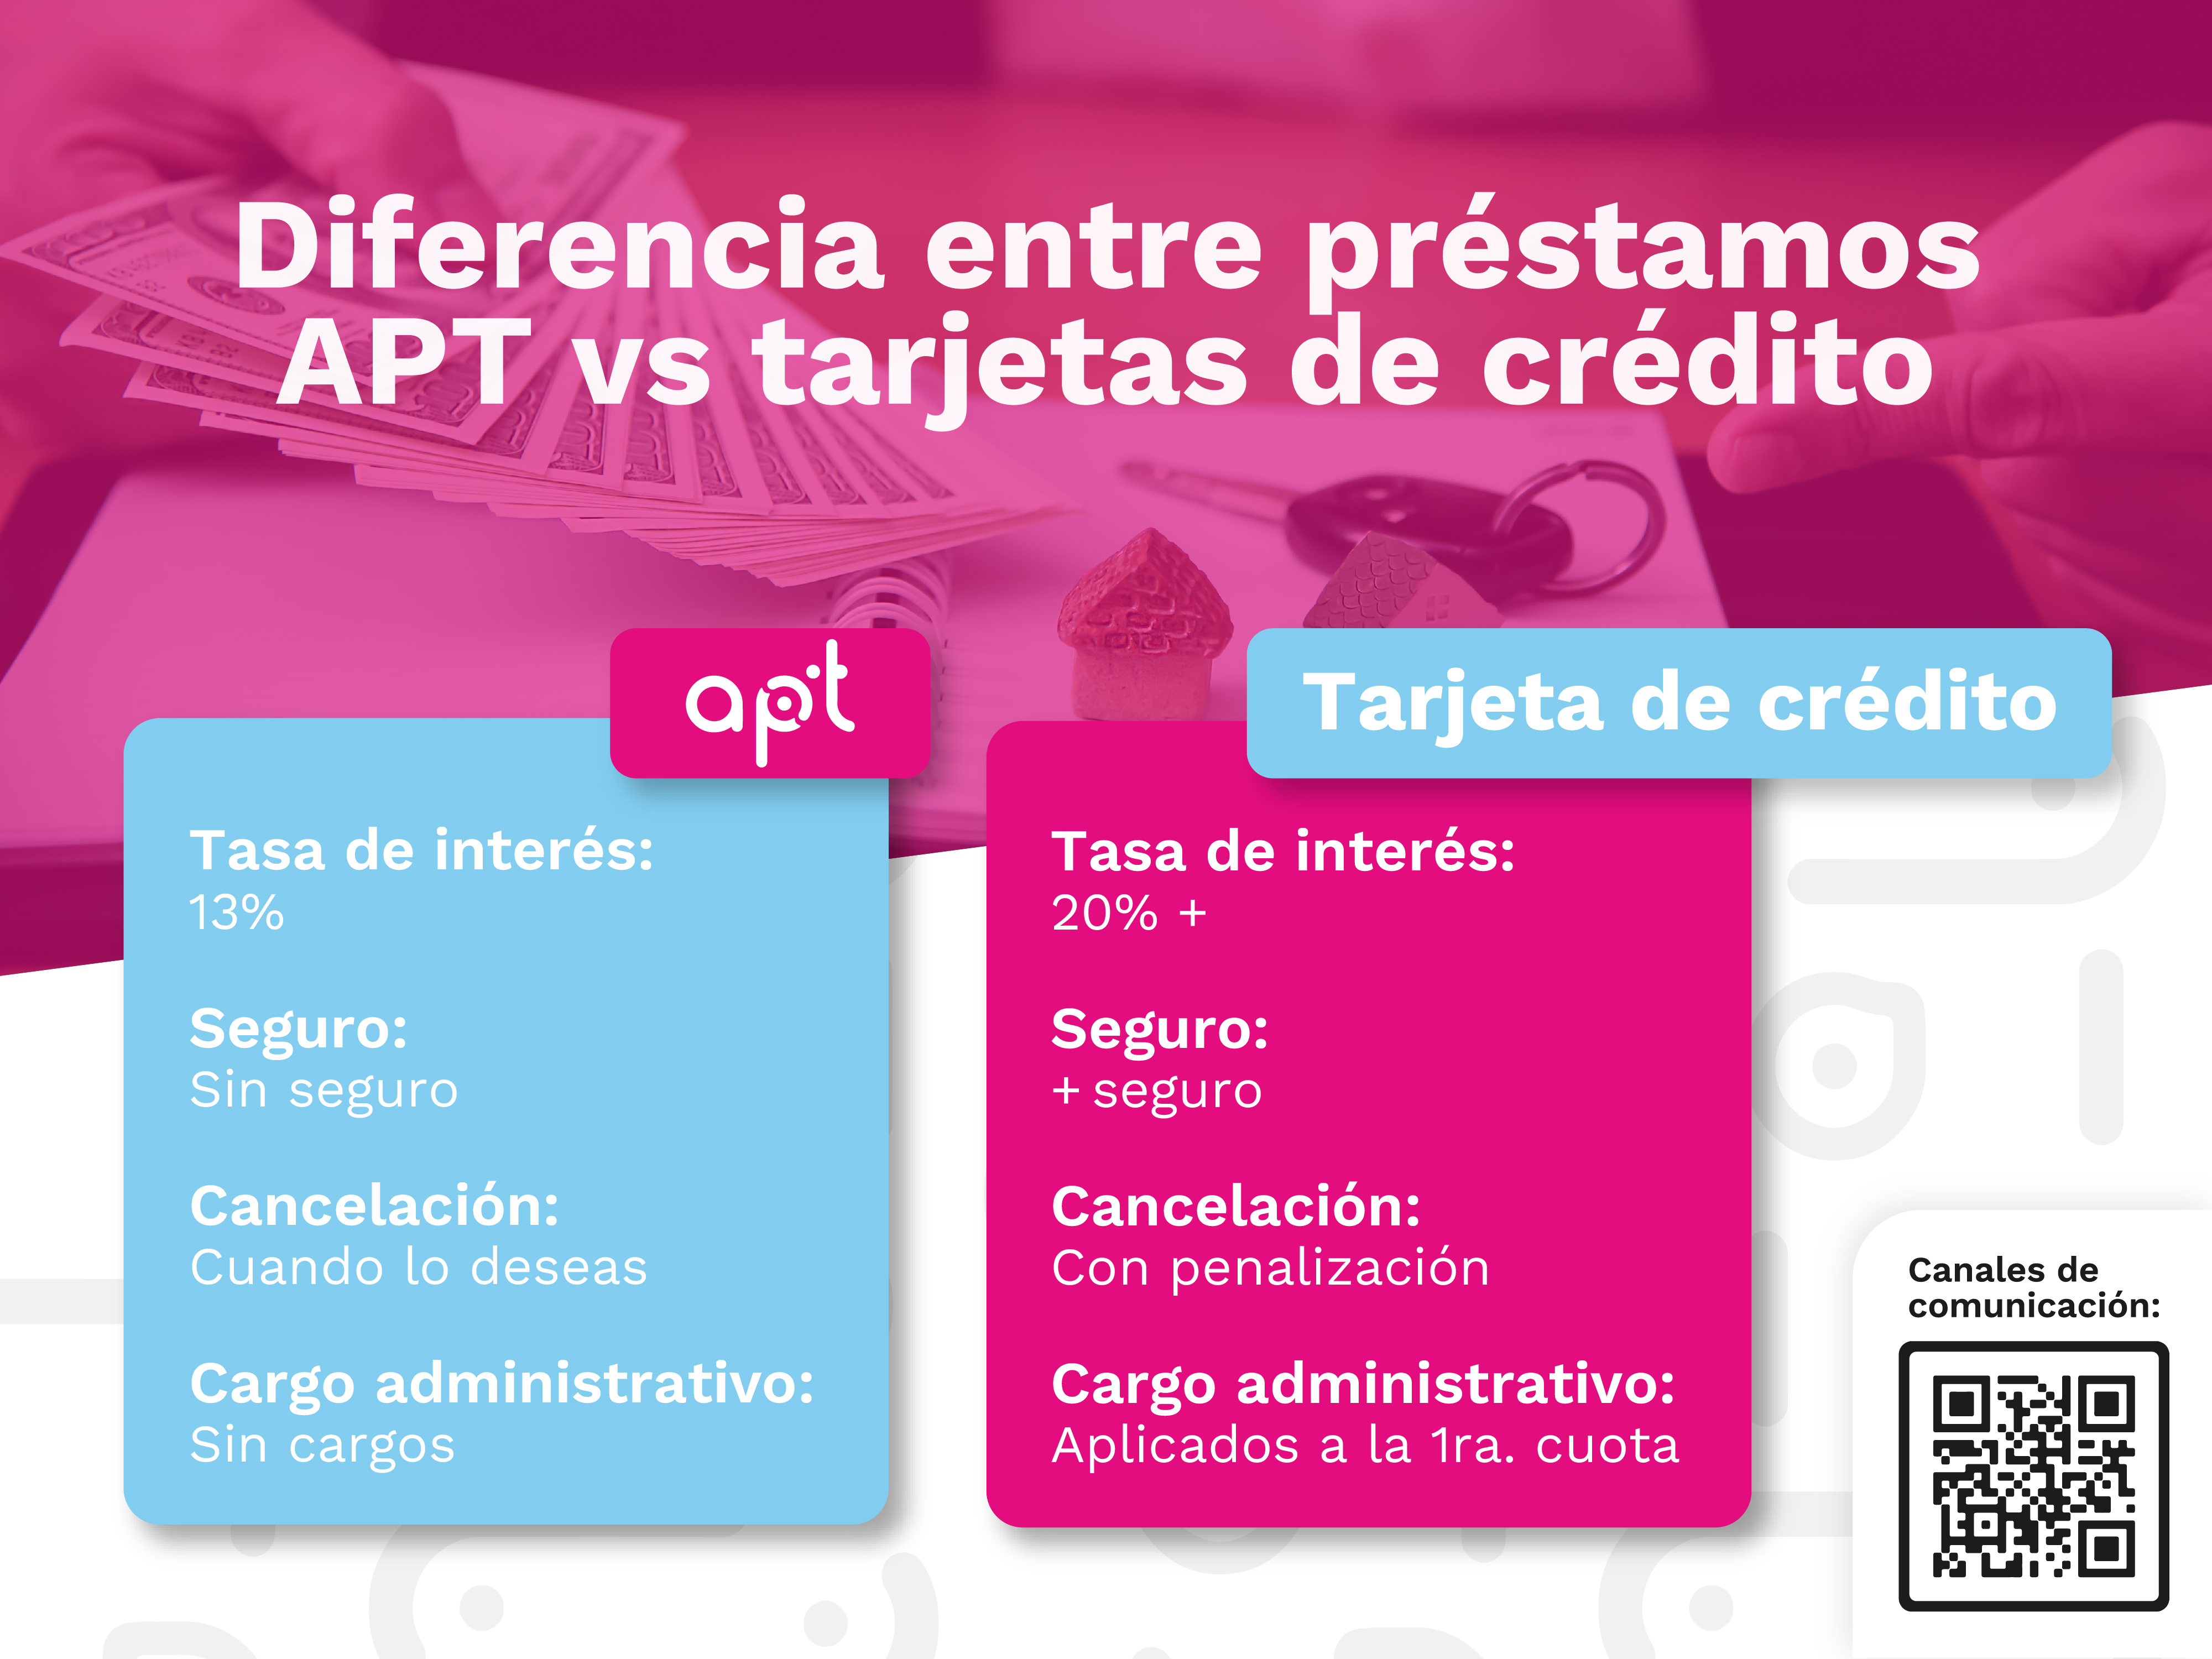 Diferencia entre préstamos
APT vs tarjetas de crédito
apt
Tasa de interés:
13%
Seguro:
Sin seguro
Cancelación:
Cuando lo deseas
Cargo administrativo:
Sin cargos
Tarjeta de crédito
Tasa de interés:
20% +
Seguro:
+ seguro
Cancelación:
Con penalización
Cargo administrativo:
Aplicados a la 1ra. cuota
Canales de
comunicación: